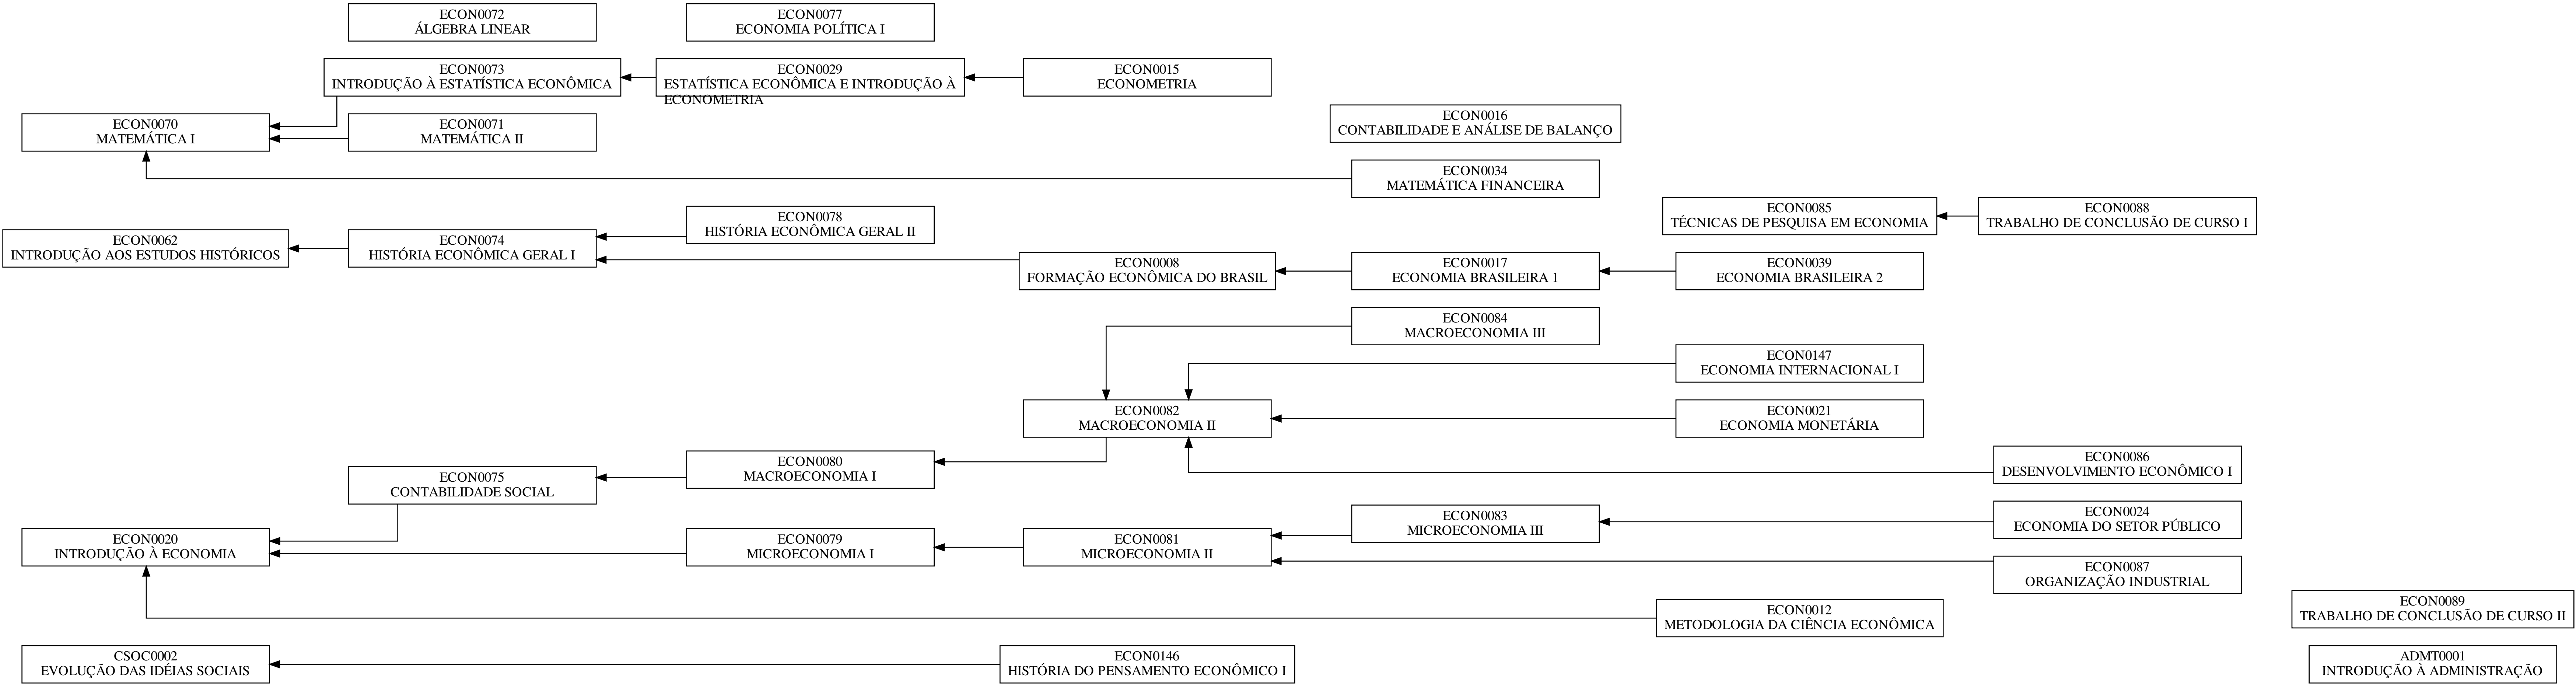 ECON0072
ÁLGEBRA LINEAR
ECON0077
ECONOMIA POLÍTICA I
ECON0073
INTRODUÇÃO À ESTATÍSTICA ECONÔMICA
ECON0029
ESTATÍSTICA ECONÔMICA E INTRODUÇÃO À
ECONOMETRIA
ECON0015
ECONOMETRIA
ECON0016
CONTABILIDADE E ANÁLISE DE BALANÇO
ECON0070
MATEMÁTICA I
ECON0071
MATEMÁTICA II
ECON0034
MATEMÁTICA FINANCEIRA
ECON0085
TÉCNICAS DE PESQUISA EM ECONOMIA
ECON0088
TRABALHO DE CONCLUSÃO DE CURSO I
ECON0078
HISTÓRIA ECONÔMICA GERAL II
ECON0062
INTRODUÇÃO AOS ESTUDOS HISTÓRICOS
ECON0074
HISTÓRIA ECONÔMICA GERAL I
ECON0008
FORMAÇÃO ECONÔMICA DO BRASIL
ECON0017
ECONOMIA BRASILEIRA 1
ECON0039
ECONOMIA BRASILEIRA 2
ECON0084
MACROECONOMIA III
ECON0147
ECONOMIA INTERNACIONAL I
ECON0082
MACROECONOMIA II
ECON0021
ECONOMIA MONETÁRIA
ECON0080
MACROECONOMIA I
ECON0086
DESENVOLVIMENTO ECONÔMICO I
ECON0075
CONTABILIDADE SOCIAL
ECON0083
MICROECONOMIA III
ECON0024
ECONOMIA DO SETOR PÚBLICO
ECON0020
INTRODUÇÃO À ECONOMIA
ECON0079
MICROECONOMIA I
ECON0081
MICROECONOMIA II
ECON0087
ORGANIZAÇÃO INDUSTRIAL
ECON0012
METODOLOGIA DA CIÊNCIA ECONÔMICA
ECON0089
TRABALHO DE CONCLUSÃO DE CURSO II
CSOC0002
EVOLUÇÃO DAS IDÉIAS SOCIAIS
ECON0146
HISTÓRIA DO PENSAMENTO ECONÔMICO I
ADMT0001
INTRODUÇÃO À ADMINISTRAÇÃO